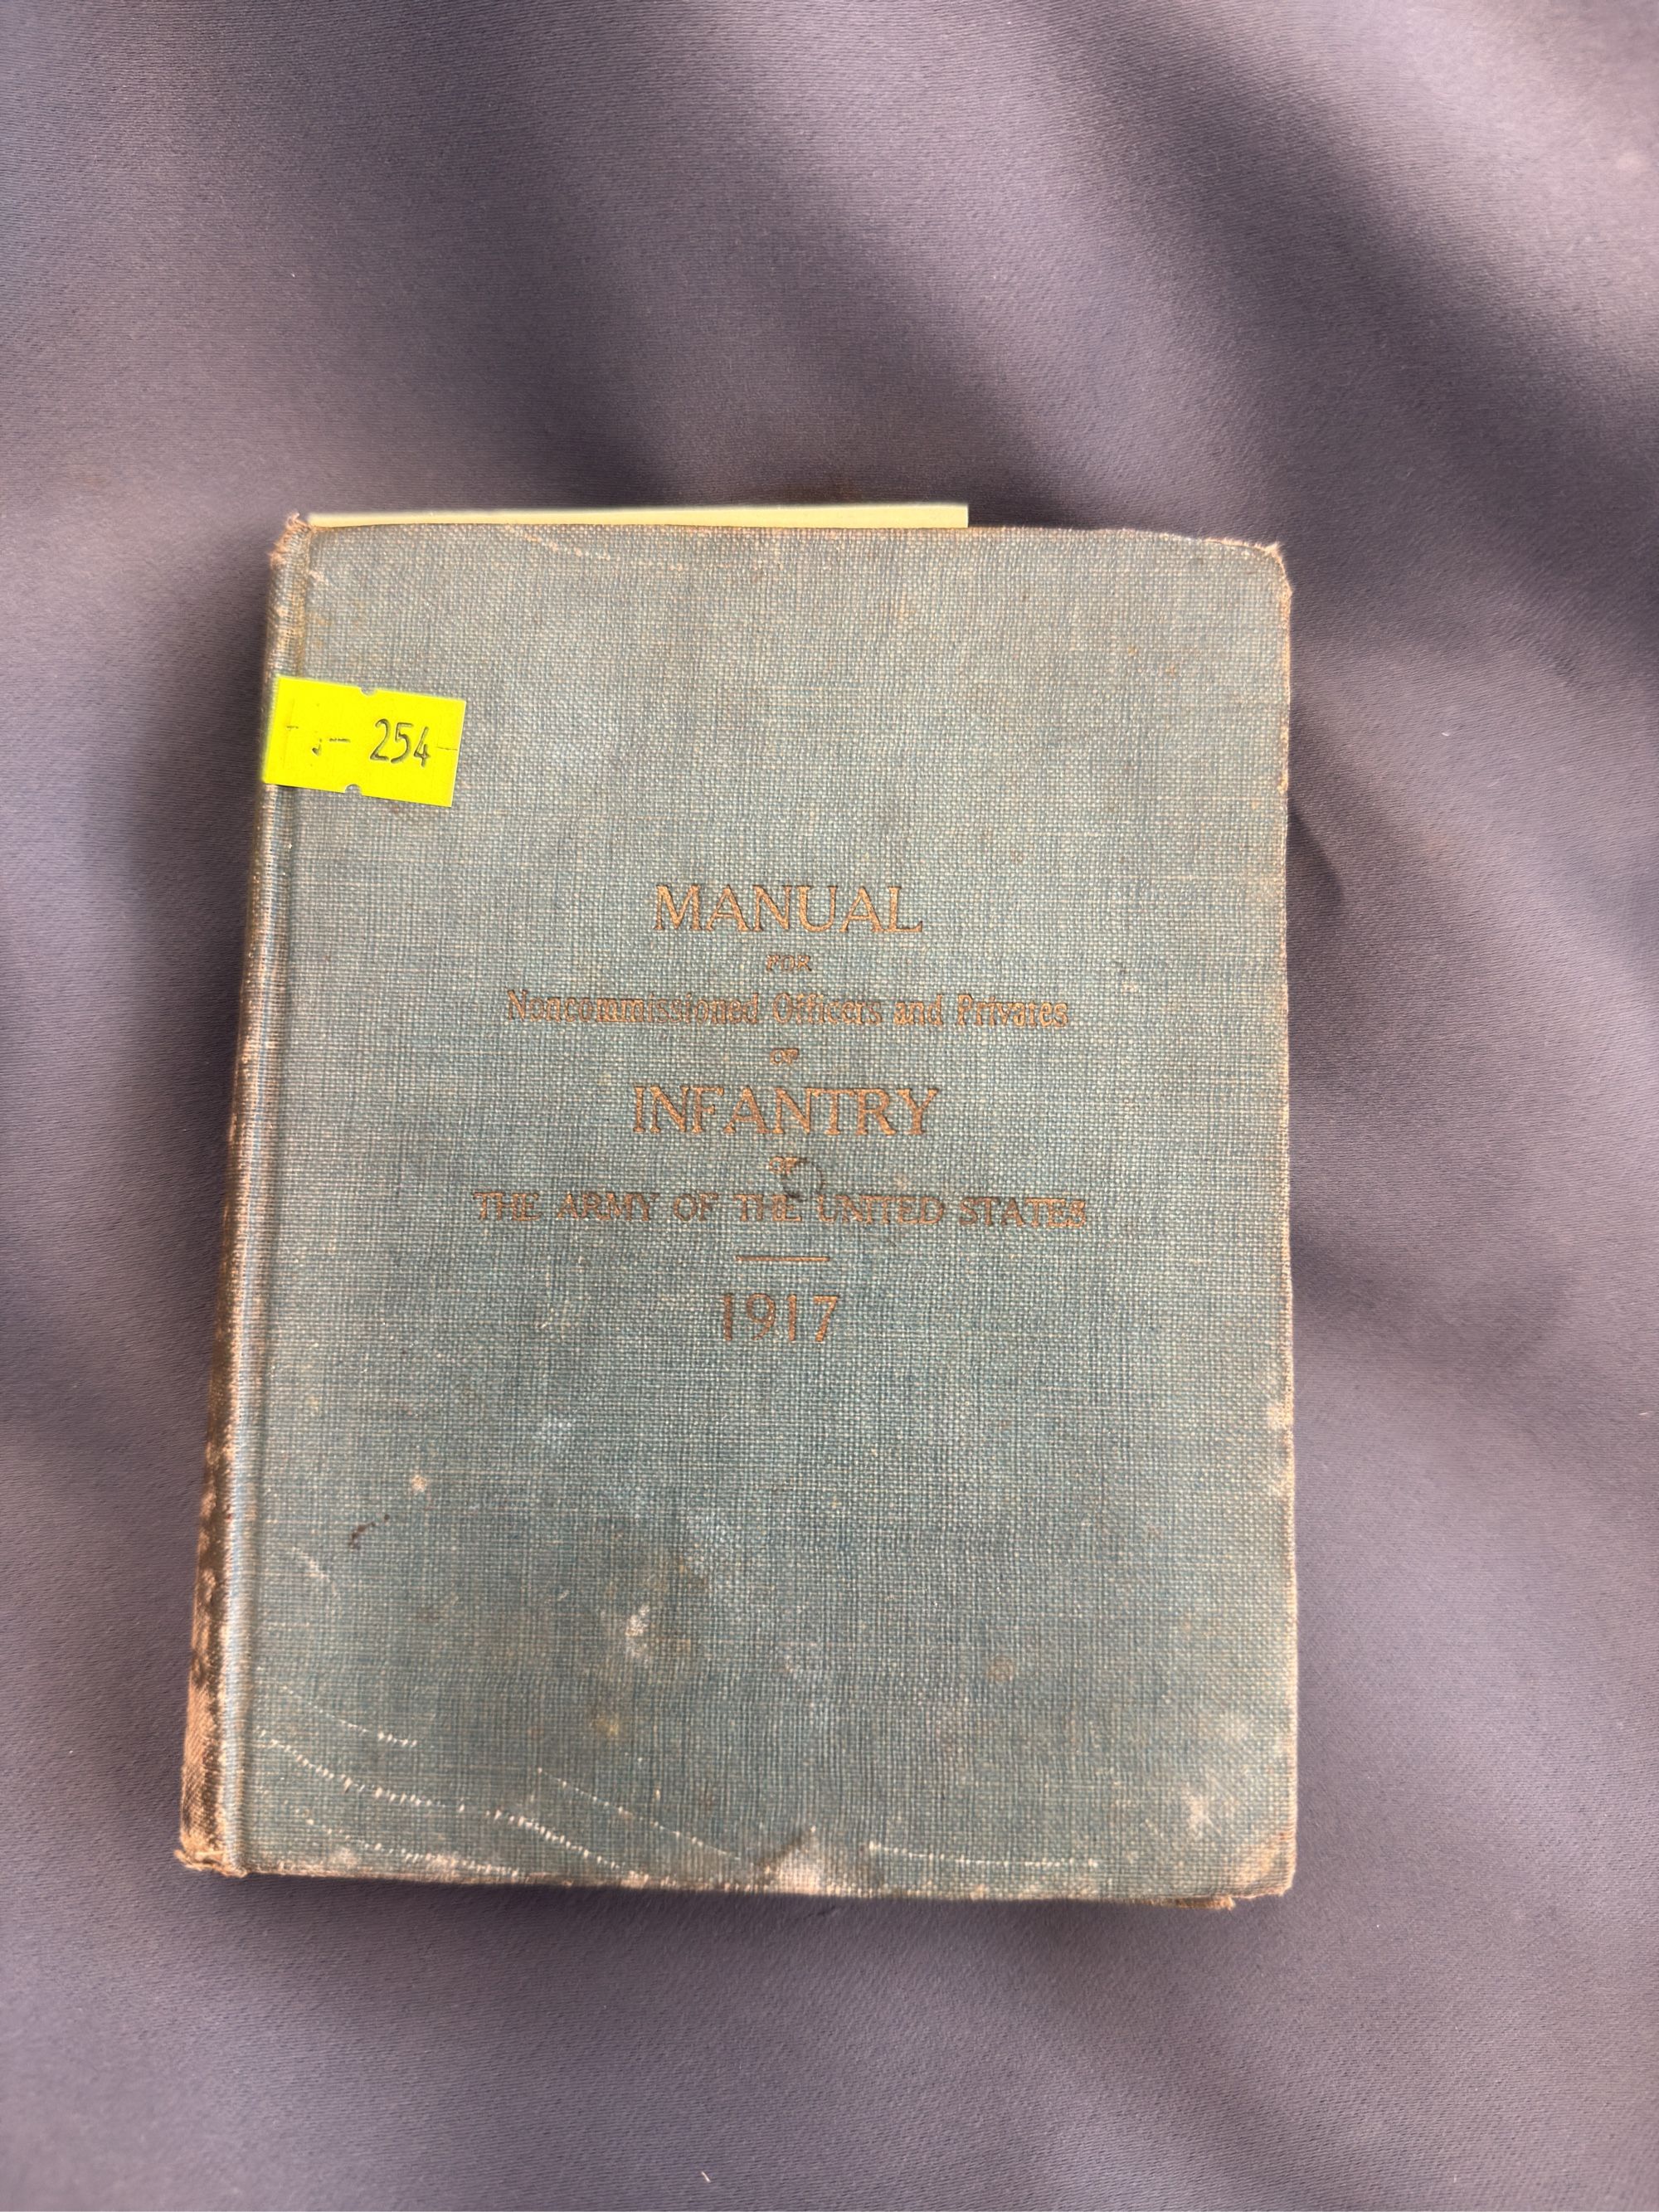 254
MANUAL
FOR
Noncommissioned Officers and Privates
OF
INFANTRY
OF
THE ARMY OF THE UNITED STATES
1917